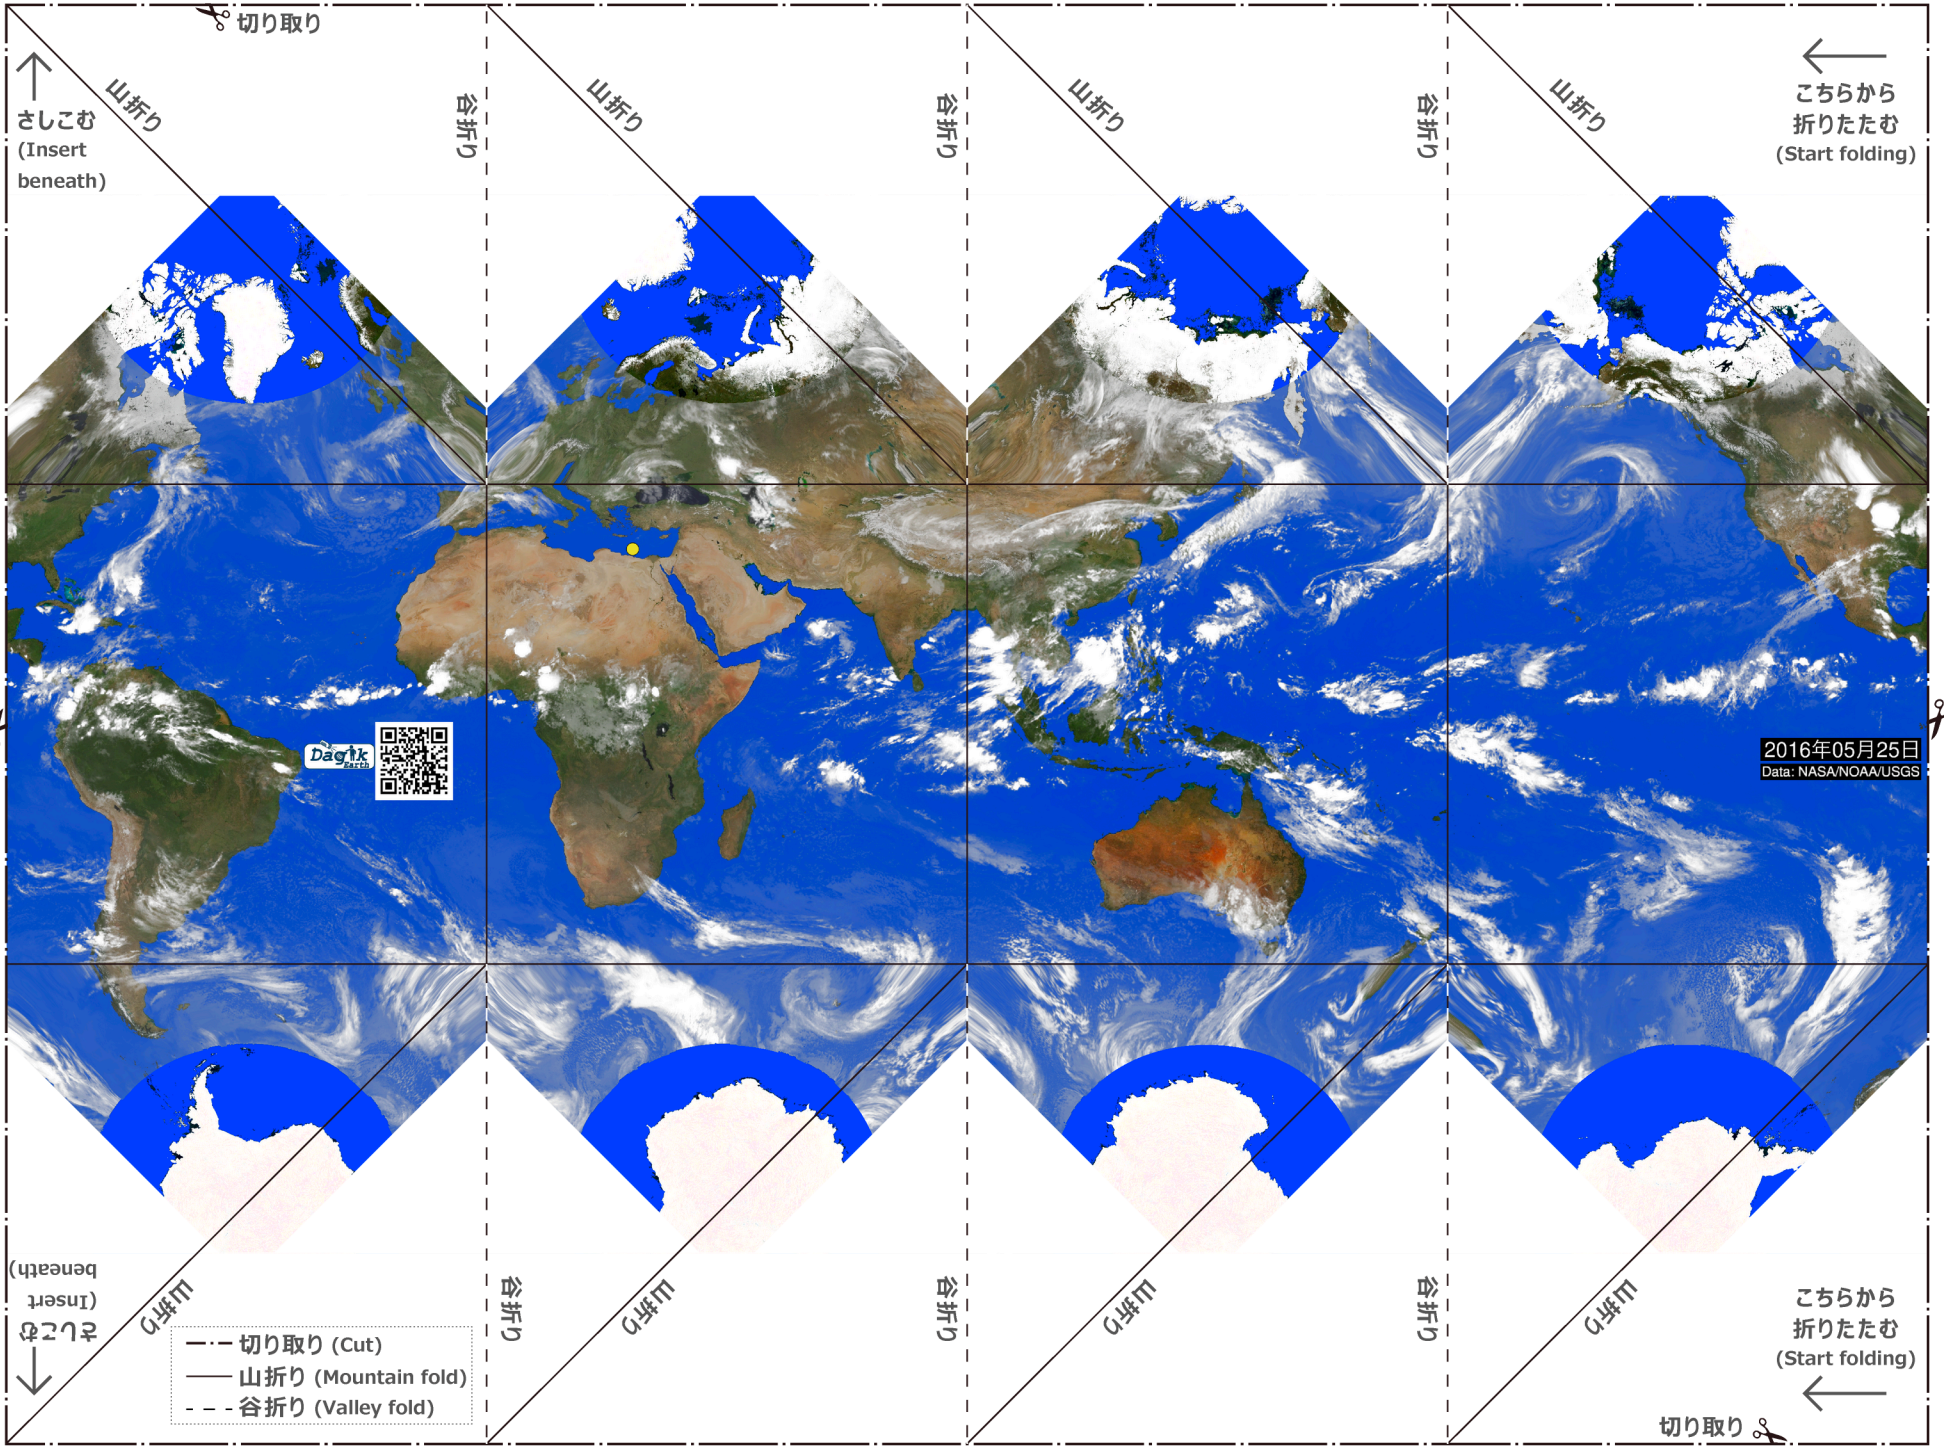 切り取り
山折り
谷折り
山折り
谷折り
山折り
谷折り
山折り
さしこむ
(Insert
beneath)
こちらから
折りたたむ
(Start folding)
Dagik
Earth
2016年05月25日
Data: NASA/NOAA/USGS
さしこむ
(Insert
beneath)
山折り
谷折り
山折り
谷折り
山折り
谷折り
山折り
切り取り (Cut)
山折り (Mountain fold)
谷折り (Valley fold)
こちらから
折りたたむ
(Start folding)
切り取り